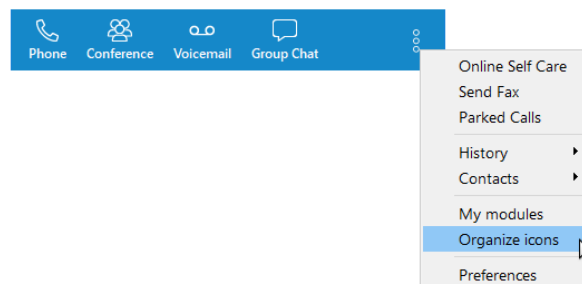 Phone Conference Voicemail Group Chat
Online Self Care
Send Fax
Parked Calls
History
Contacts
My modules
Organize icons
Preferences